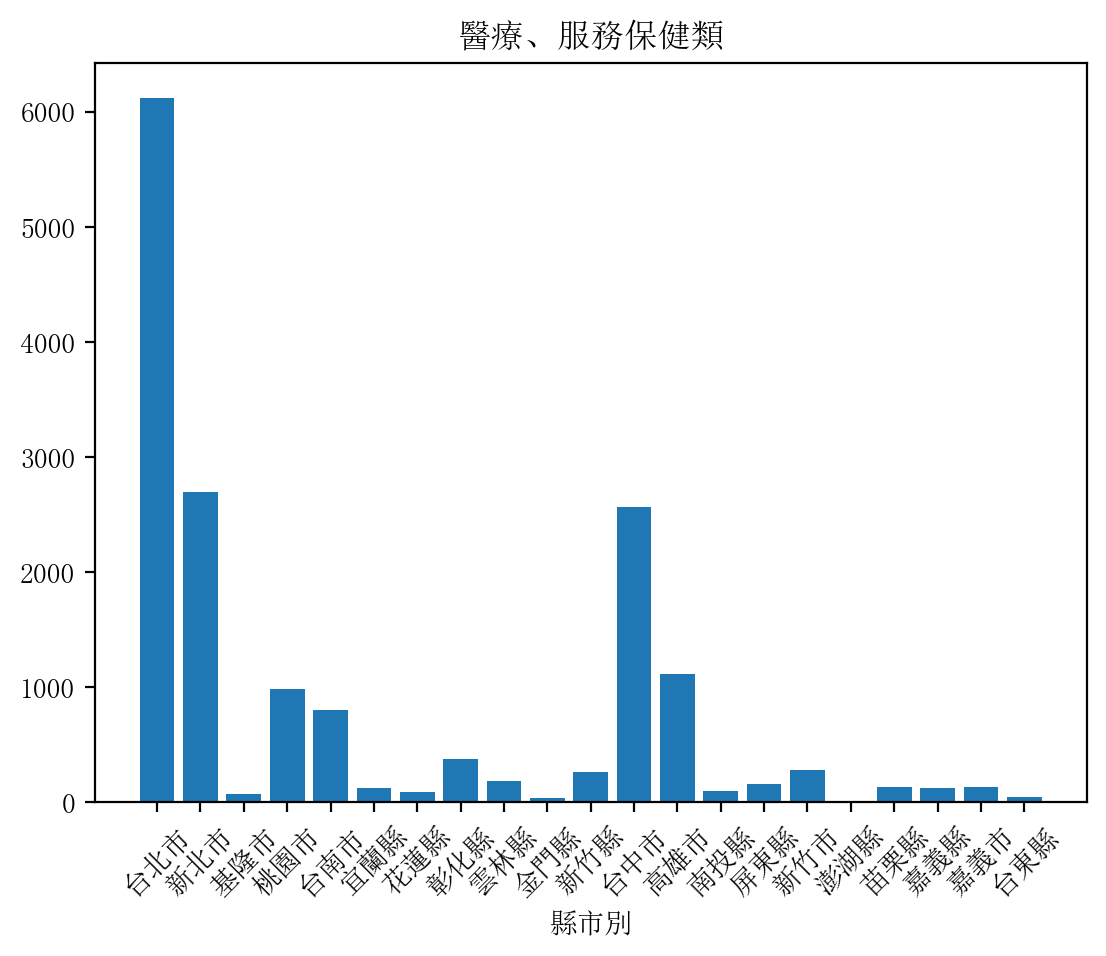 醫療、服務保健類
6000
5000
4000
3000
2000
1000
0
台北市
新北市
基隆市
桃園市
台南市
宜蘭縣
花蓮縣
彰化縣
雲林縣
金門縣
新竹縣
台中市
高雄市
南投縣
屏東縣
新竹市
澎湖縣
苗栗縣
嘉義縣
嘉義市
台東縣
縣市別